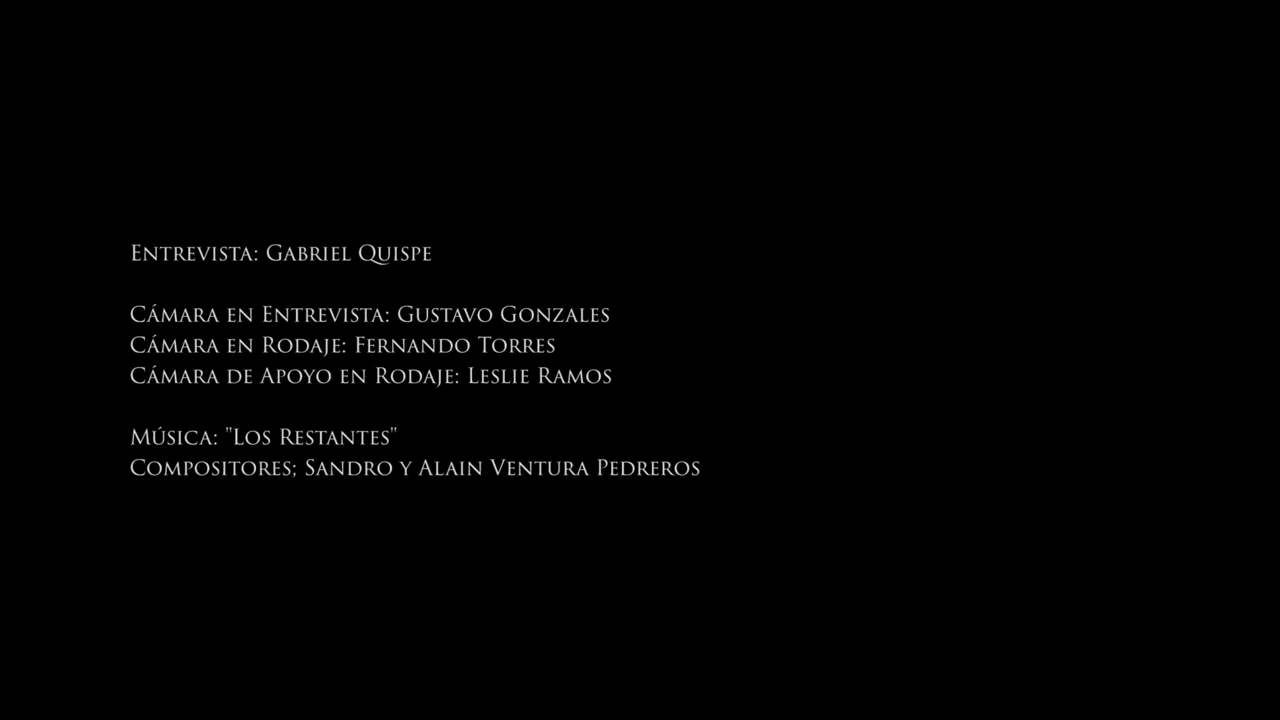 Entrevista: Gabriel Quispe
Cámara en Entrevista: Gustavo Gonzales
Cámara en Rodaje: Fernando Torres
Cámara de Apoyo en Rodaje: Leslie Ramos
Música: "Los Restantes"
Compositores; Sandro y Alain Ventura Pedreros